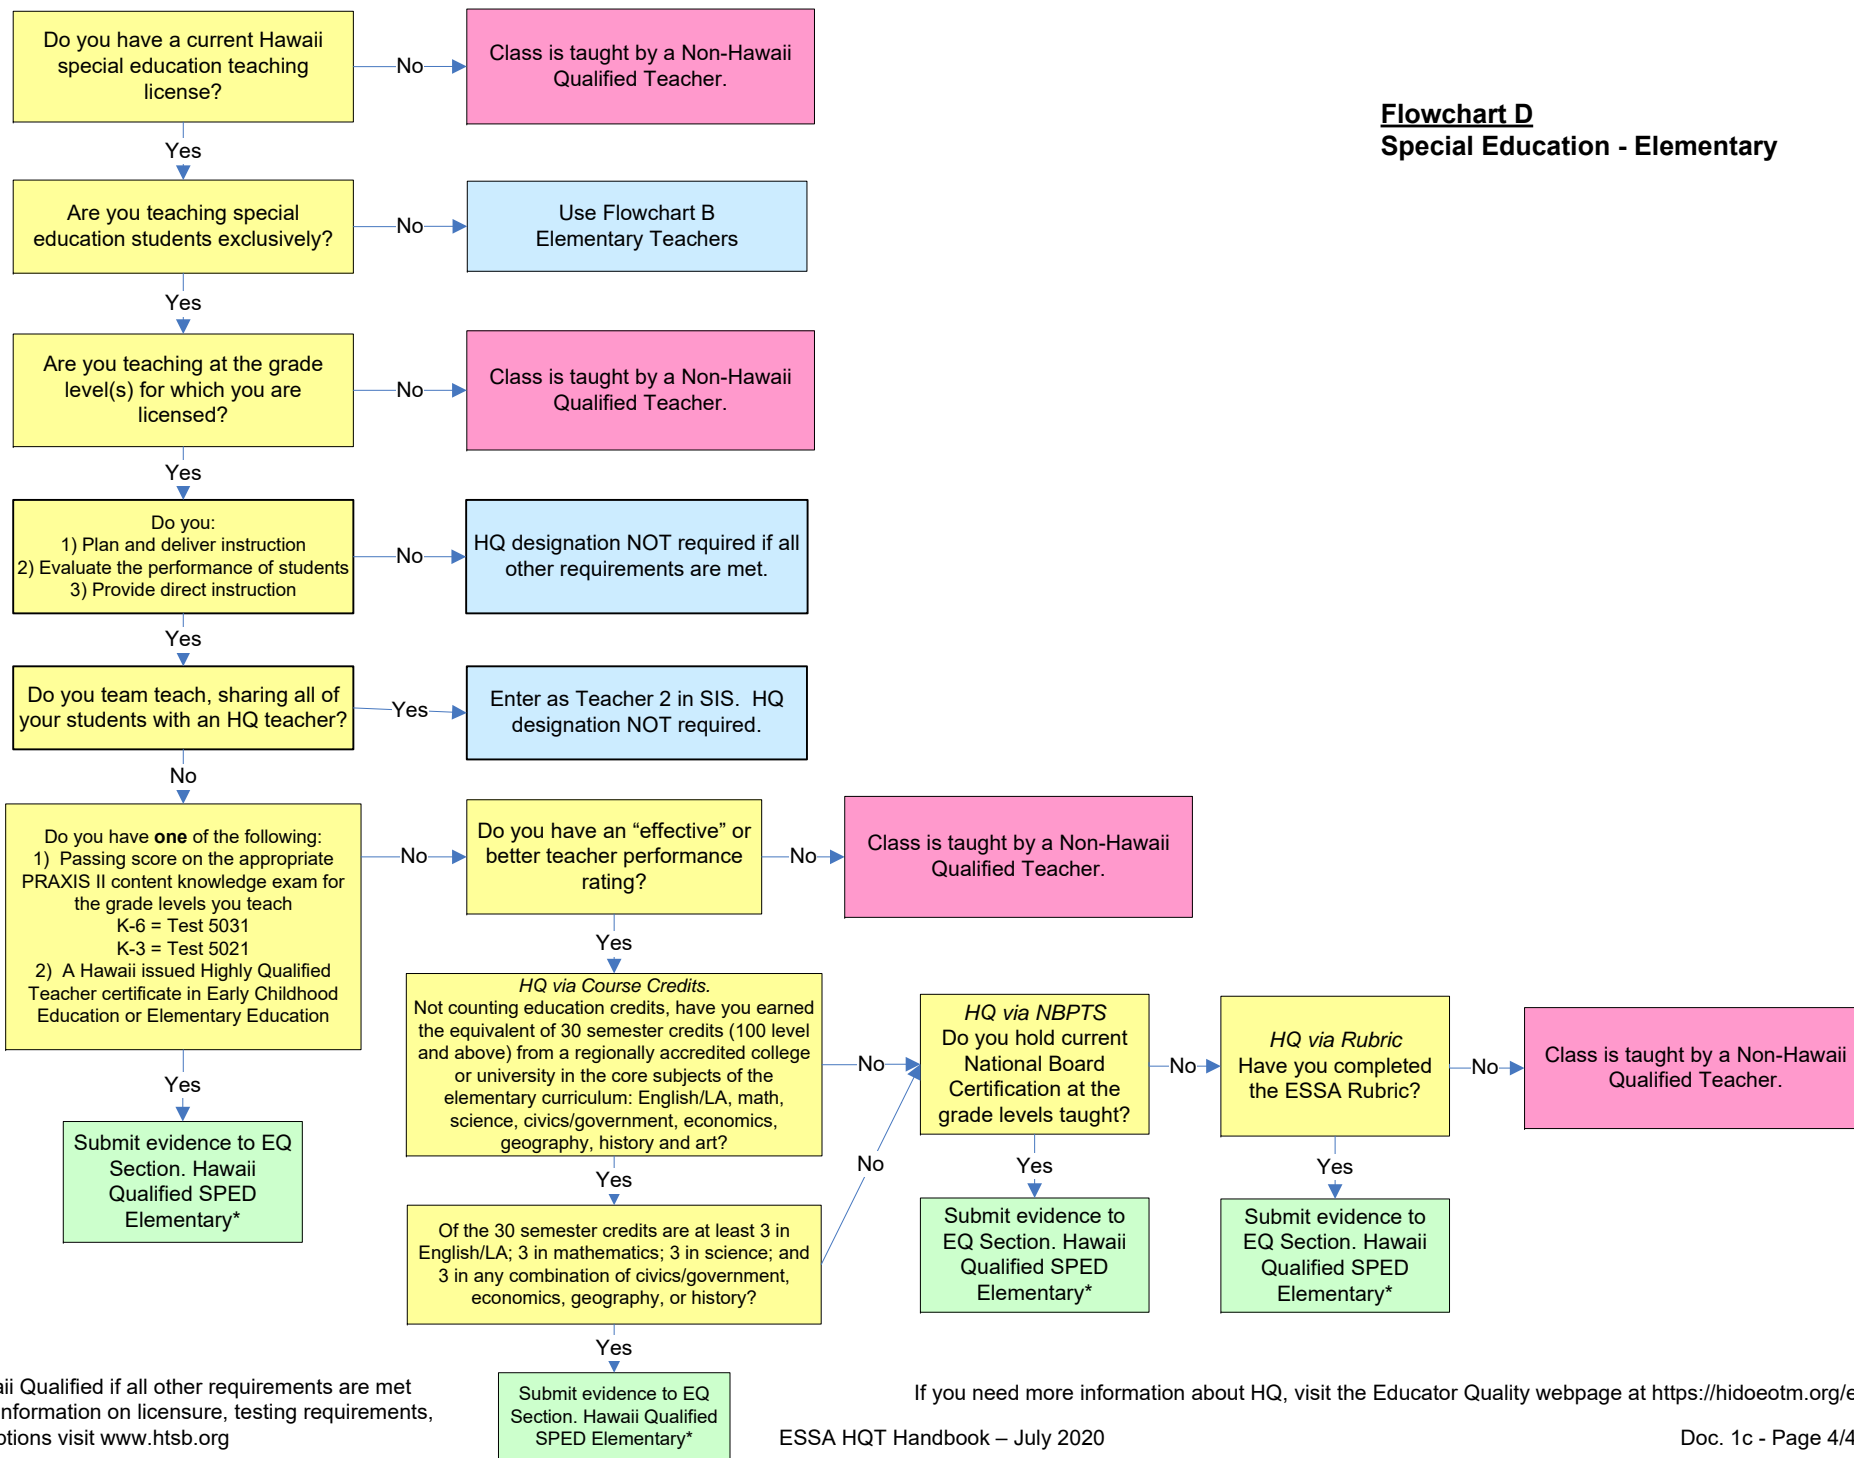 Flowchart D
Special Education - Elementary
Do you have a current Hawaii
special education teaching
license?
No
Class is taught by a Non-Hawaii
Qualified Teacher.
Yes
Are you teaching special
education students exclusively?
No
Use Flowchart B
Elementary Teachers
Yes
Are you teaching at the grade
level(s) for which you are
licensed?
No
Class is taught by a Non-Hawaii
Qualified Teacher.
Yes
Do you:
1) Plan and deliver instruction
2) Evaluate the performance of students
3) Provide direct instruction
No
HQ designation NOT required if all
other requirements are met.
Yes
Do you team teach, sharing all of
your students with an HQ teacher?
Yes
Enter as Teacher 2 in SIS. HQ
designation NOT required.
No
Do you have one of the following:
1) Passing score on the appropriate
PRAXIS II content knowledge exam for
the grade levels you teach
K-6 = Test 5031
K-3 = Test 5021
2) A Hawaii issued Highly Qualified
Teacher certificate in Early Childhood
Education or Elementary Education
No
Do you have an “effective” or
better teacher performance
rating?
No
Class is taught by a Non-Hawaii
Qualified Teacher.
Yes
Submit evidence to EQ
Section. Hawaii
Qualified SPED
Elementary*
Yes
HQ via Course Credits.
Not counting education credits, have you earned
the equivalent of 30 semester credits (100 level
and above) from a regionally accredited college
or university in the core subjects of the
elementary curriculum: English/LA, math,
science, civics/government, economics,
geography, history and art?
No
HQ via NBPTS
Do you hold current
National Board
Certification at the
grade levels taught?
No
HQ via Rubric
Have you completed
the ESSA Rubric?
No
Class is taught by a Non-Hawaii
Qualified Teacher.
Yes
No
Of the 30 semester credits are at least 3 in
English/LA; 3 in mathematics; 3 in science; and
3 in any combination of civics/government,
economics, geography, or history?
Yes
Submit evidence to
EQ Section. Hawaii
Qualified SPED
Elementary*
Yes
Submit evidence to
EQ Section. Hawaii
Qualified SPED
Elementary*
Yes
Submit evidence to EQ
Section. Hawaii Qualified
SPED Elementary*
Qualified if all other requirements are met
information on licensure, testing requirements,
visit www.htsb.org
If you need more information about HQ, visit the Educator Quality webpage at https://hidoeotm.org/e
ESSA HQT Handbook – July 2020
Doc. 1c - Page 4/4